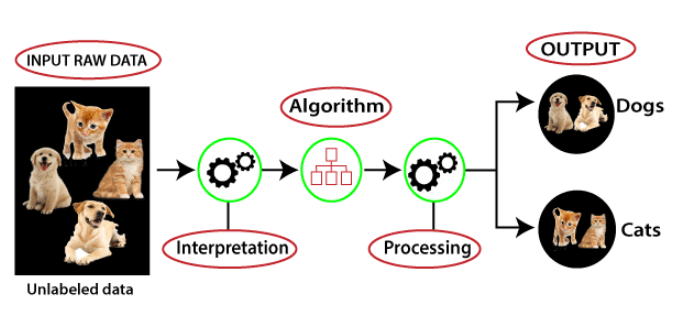 INPUT RAW DATA
Unlabeled data
Interpretation
Algorithm
Processing
OUTPUT
Dogs
Cats